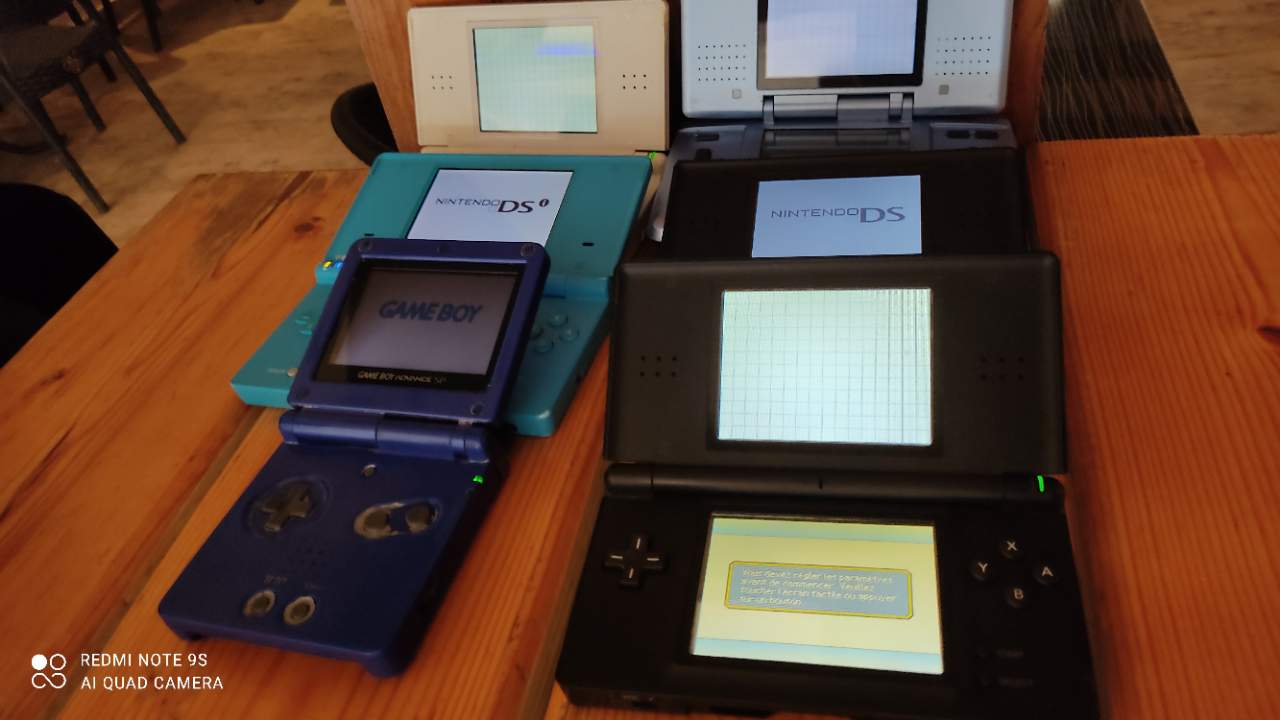 NINTENDO DS i
NINTENDO DS
GAME BOY
GAME BOY ADVANCE SP
X
Y
A
B
Vous devez régler les paramètres
avant de commencer. Veuillez
toucher l'écran tactile ou appuyer
sur un bouton.
REDMI NOTE 9S
AI QUAD CAMERA